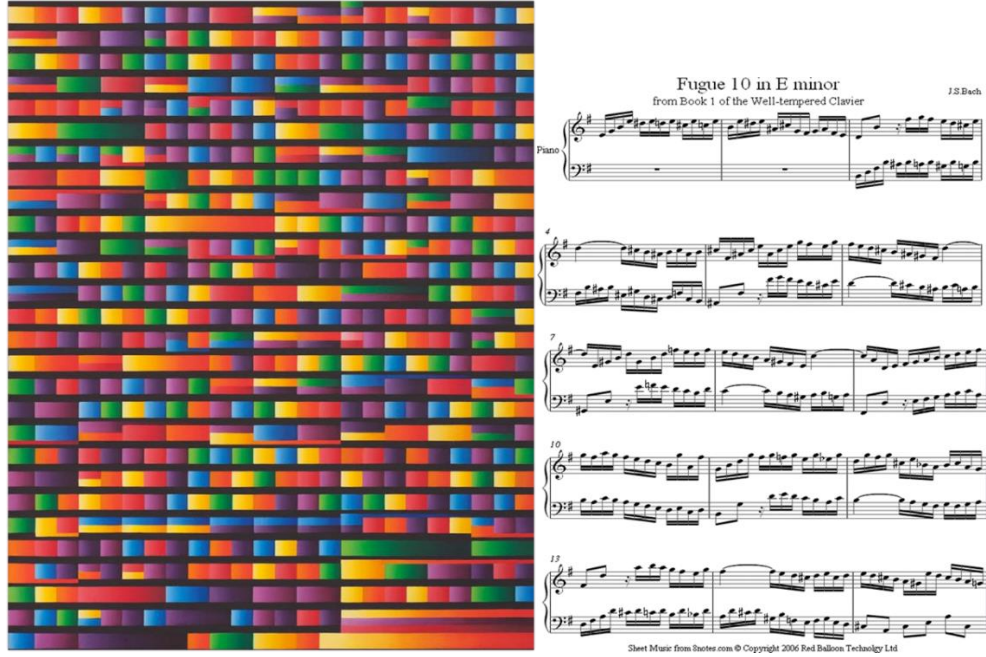 Fugue 10 in E minor
from Book 1 of the Well-tempered Clavier
J.S.Bach
Piano
4
7
10
13
Sheet Music from 8notes.com © Copyright 2006 Red Balloon Technolgy Ltd